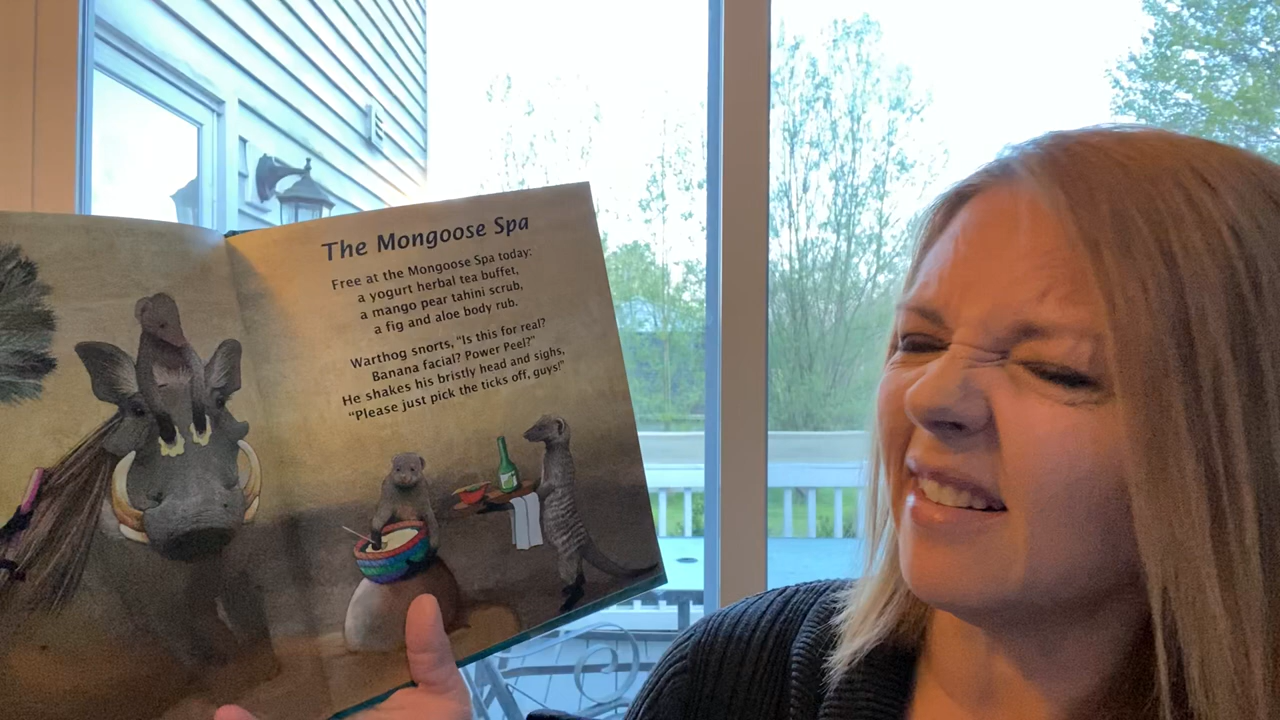 The Mongoose Spa
Free at the Mongoose Spa today:
a yogurt herbal tea buffet,
a mango pear tahini scrub,
a fig and aloe body rub.
Warthog snorts, “Is this for real?
Banana facial? Power Peel?”
He shakes his bristly head and sighs,
“Please just pick the ticks off, guys!”